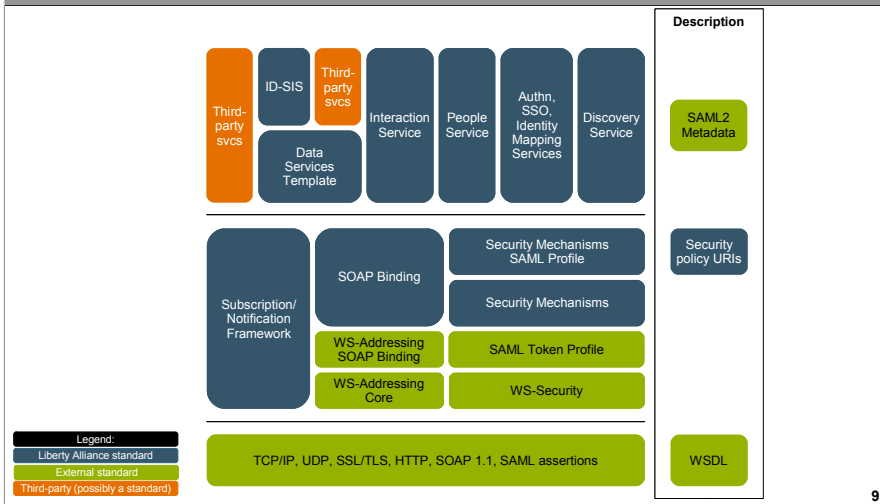 Description
Third-
party
svcs
ID-SIS
Third-
party
svcs
Data
Services
Template
Interaction
Service
People
Service
Authn,
SSO,
Identity
Mapping
Services
Discovery
Service
SAML2
Metadata
Subscription/
Notification
Framework
SOAP Binding
Security Mechanisms
SAML Profile
Security Mechanisms
WS-Addressing
SOAP Binding
SAML Token Profile
WS-Addressing
Core
WS-Security
Security
policy URIs
TCP/IP, UDP, SSL/TLS, HTTP, SOAP 1.1, SAML assertions
WSDL
Legend:
Liberty Alliance standard
External standard
Third-party (possibly a standard)
9